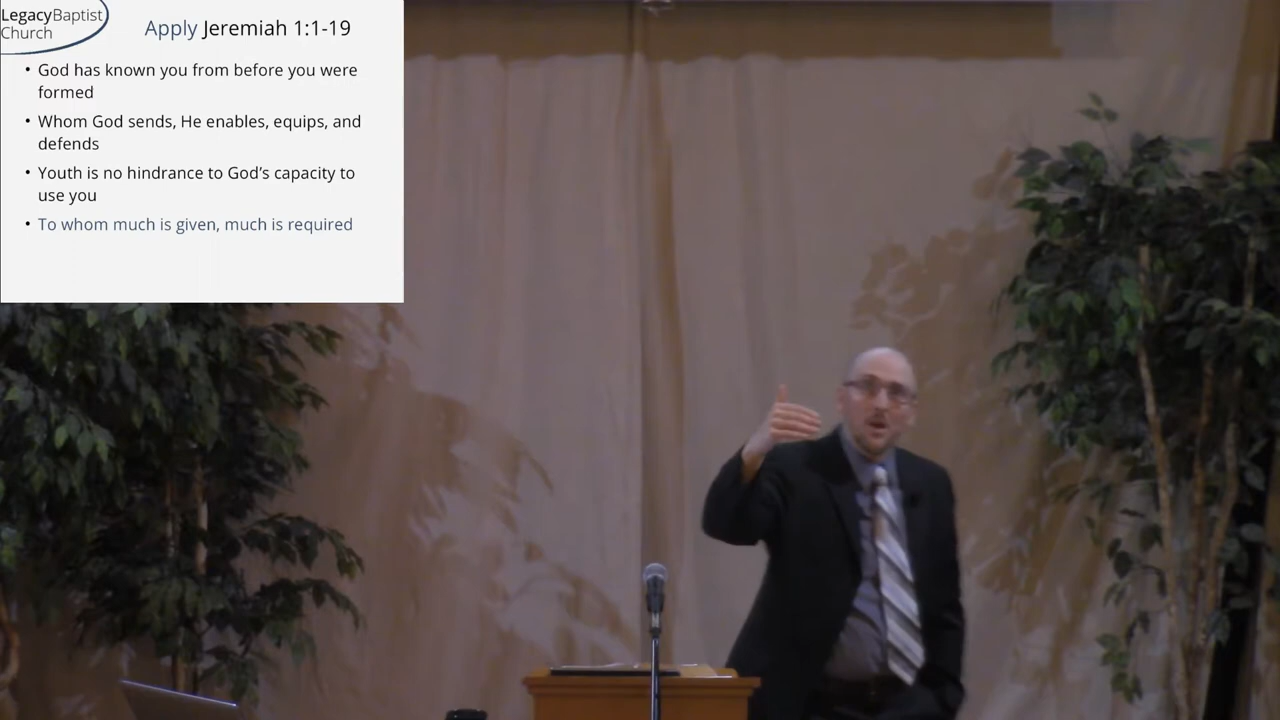 LegacyBaptist
Church
Apply Jeremiah 1:1-19
• God has known you from before you were
formed
• Whom God sends, He enables, equips, and
defends
• Youth is no hindrance to God’s capacity to
use you
• To whom much is given, much is required